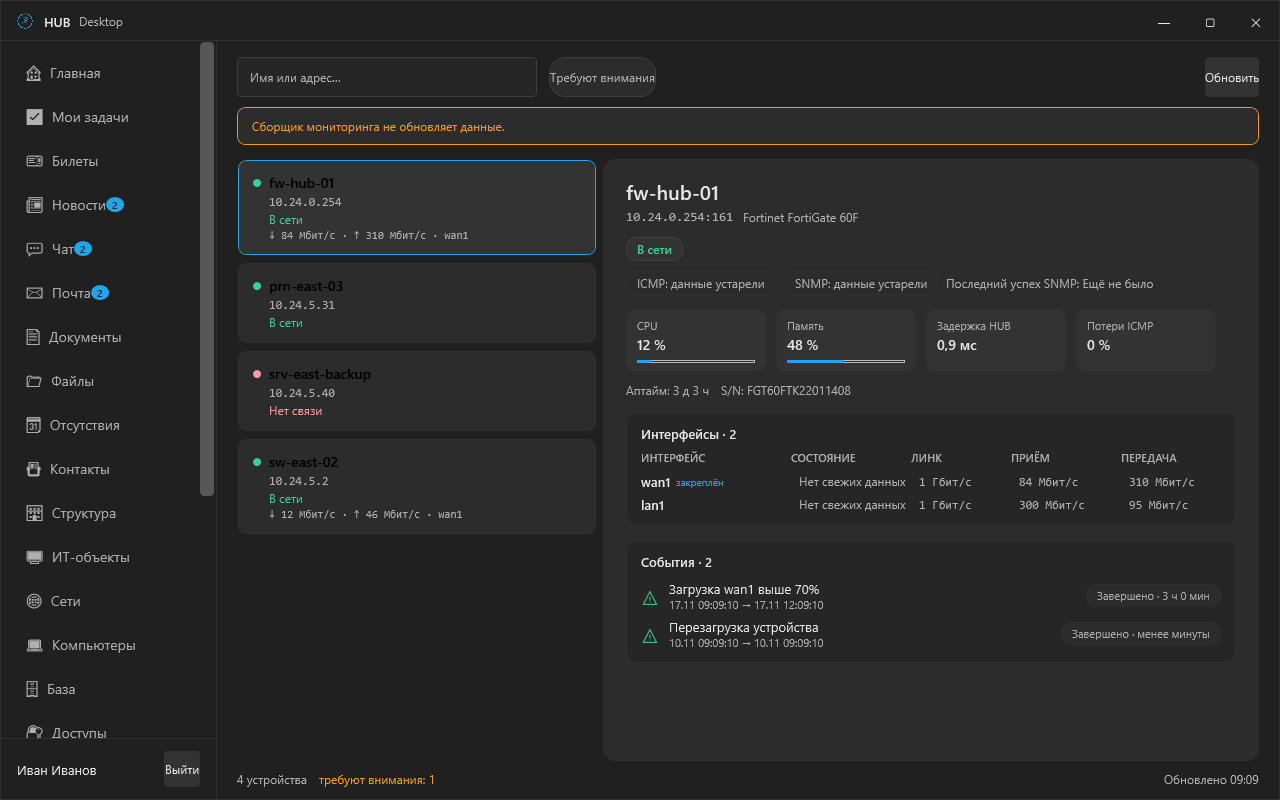 HUB Desktop
Главная
Мои задачи
Билеты
Новости 2
Чат 2
Почта 2
Документы
Файлы
31 Отсутствия
Контакты
Структура
ИТ-объекты
Сети
Компьютеры
База
Доступы
Иван Иванов
Выйти
Имя или адрес...
Требуют внимания
Обновить
Сборщик мониторинга не обновляет данные.
fw-hub-01
10.24.0.254
В сети
↓ 84 Мбит/с · ↑ 310 Мбит/с · wan1
prn-east-03
10.24.5.31
В сети
srv-east-backup
10.24.5.40
Нет связи
sw-east-02
10.24.5.2
В сети
↓ 12 Мбит/с · ↑ 46 Мбит/с · wan1
fw-hub-01
10.24.0.254:161 Fortinet FortiGate 60F
В сети
ICMP: данные устарели SNMP: данные устарели Последний успех SNMP: Ещё не было
CPU
12 %
Память
48 %
Задержка HUB
0,9 мс
Потери ICMP
0 %
Аптайм: 3 д 3 ч S/N: FGT60FTK22011408
Интерфейсы · 2
ИНТЕРФЕЙС СОСТОЯНИЕ ЛИНК ПРИЁМ ПЕРЕДАЧА
wan1 закреплён Нет свежих данных 1 Гбит/с 84 Мбит/с 310 Мбит/с
lan1 Нет свежих данных 1 Гбит/с 300 Мбит/с 95 Мбит/с
События · 2
Загрузка wan1 выше 70%
17.11 09:09:10 → 17.11 12:09:10
Завершено · 3 ч 0 мин
Перезагрузка устройства
10.11 09:09:10 → 10.11 09:09:10
Завершено · менее минуты
4 устройства требуют внимания: 1
Обновлено 09:09